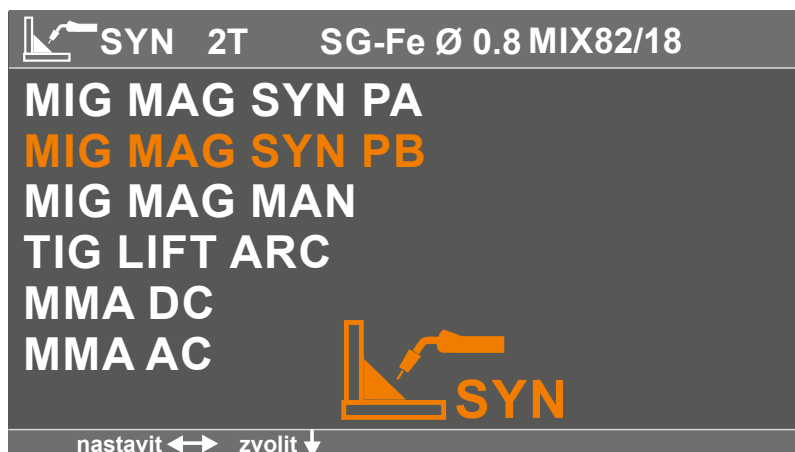 SYN 2T SG-Fe Ø 0.8 MIX82/18
MIG MAG SYN PA
MIG MAG SYN PB
MIG MAG MAN
TIG LIFT ARC
MMA DC
MMA AC
SYN
nastavit zvolit